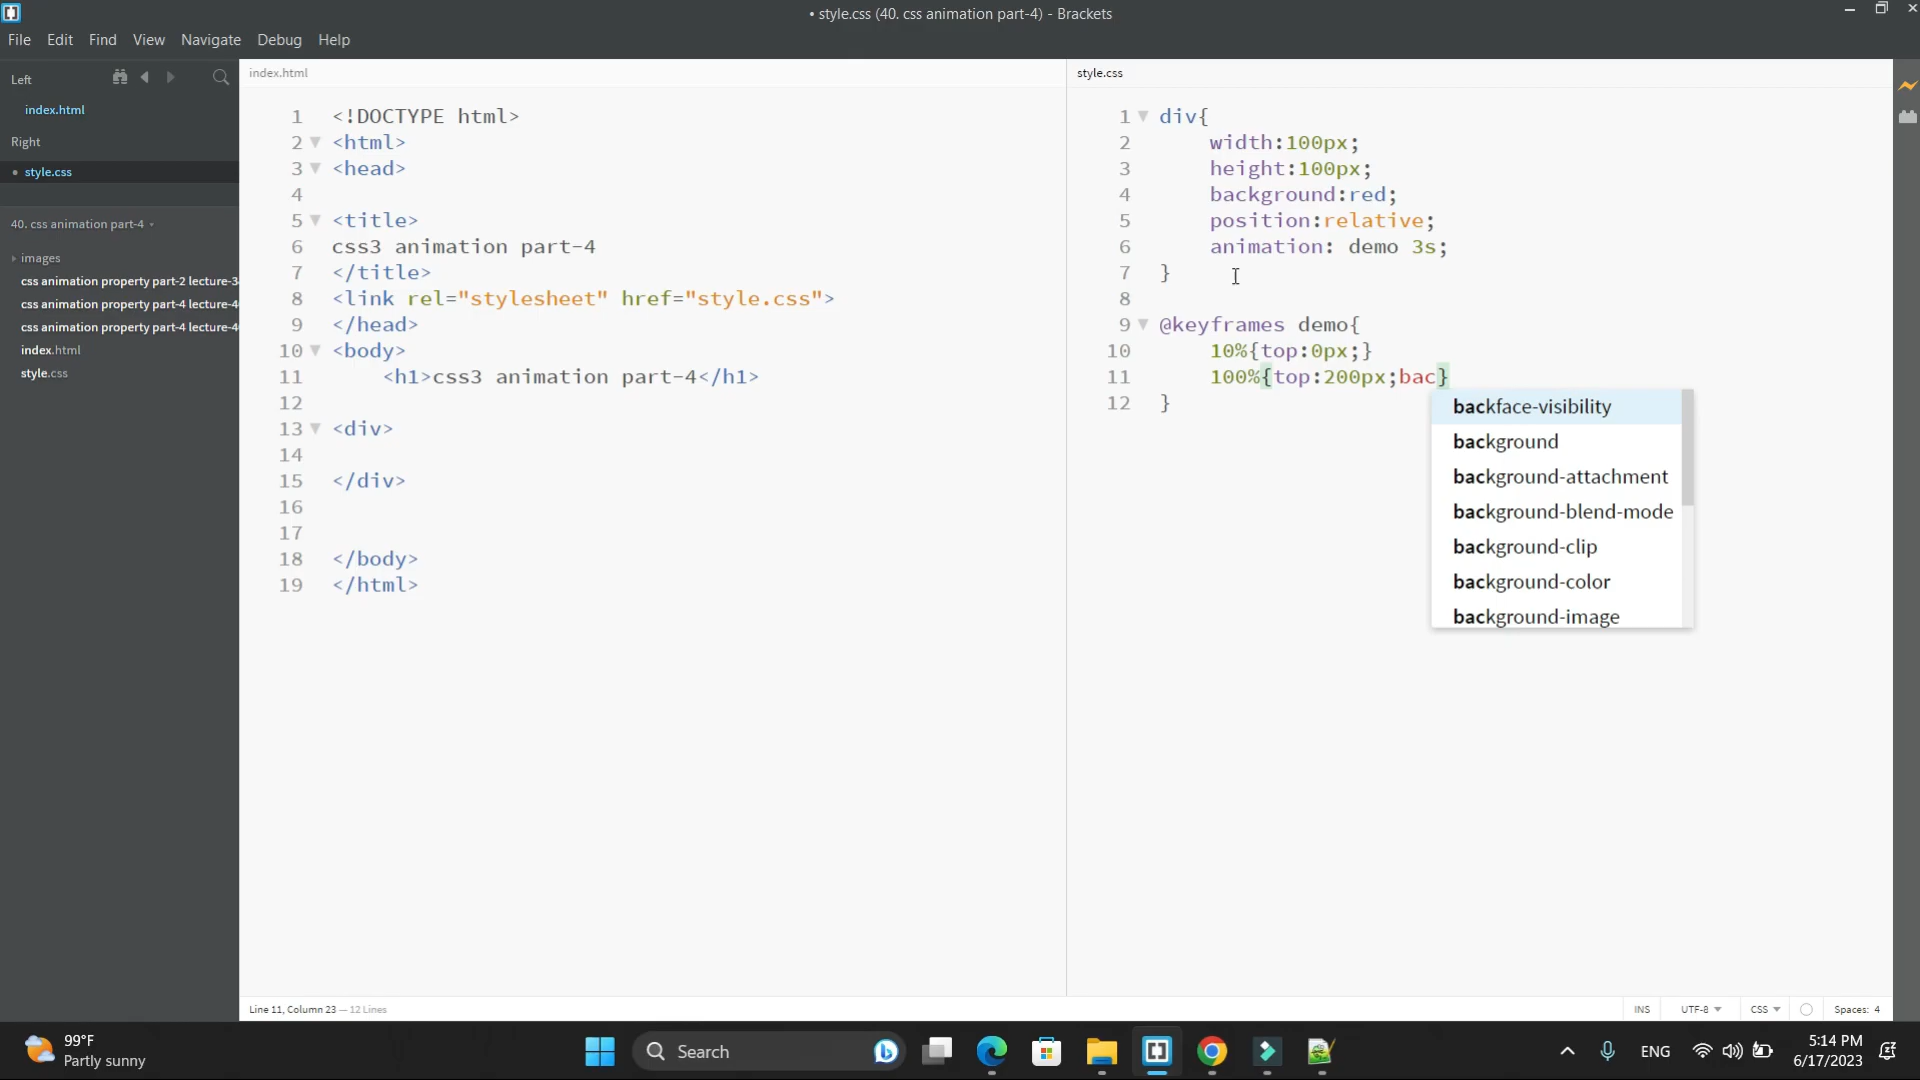 • style.css (40. css animation part-4) - Brackets
File Edit Find View Navigate Debug Help
Left
index.html
Right
• style.css
40. css animation part-4
images
css animation property part-2 lecture-3
css animation property part-4 lecture-4
css animation property part-4 lecture-4
index.html
style.css
index.html
1 <!DOCTYPE html>
2 <html>
3 <head>
4
5 <title>
6 css3 animation part-4
7 </title>
8 <link rel="stylesheet" href="style.css">
9 </head>
10 <body>
11 <h1>css3 animation part-4</h1>
12
13 <div>
14
15 </div>
16
17
18 </body>
19 </html>
style.css
1 div{
2 width:100px;
3 height:100px;
4 background:red;
5 position:relative;
6 animation: demo 3s;
7 }
8
9 @keyframes demo{
10 10%{top:0px;}
11 100%{top:200px;bac}
12 }
backface-visibility
background
background-attachment
background-blend-mode
background-clip
background-color
background-image
Line 11, Column 23 — 12 Lines
INS UTF-8 CSS Spaces: 4
99°F
Partly sunny
Search
ENG
5:14 PM
6/17/2023